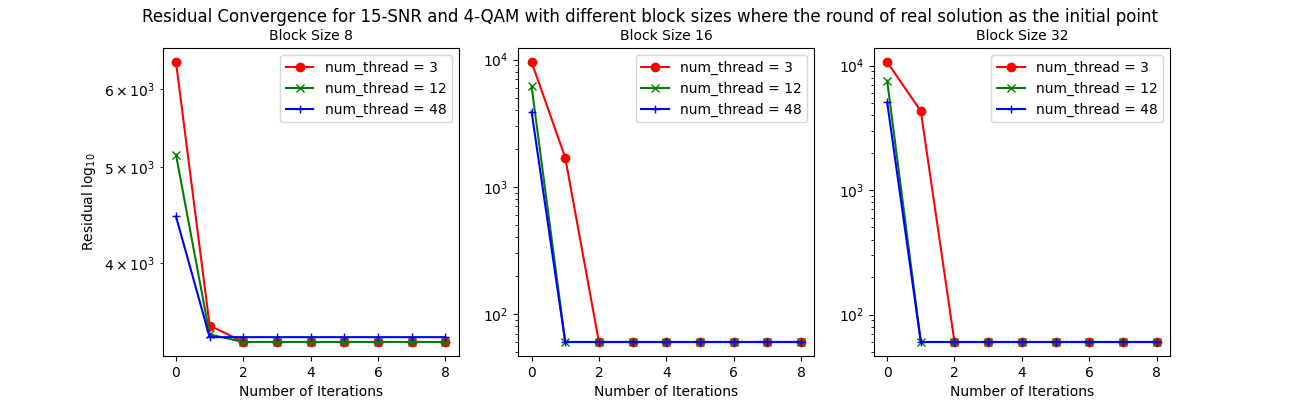 Residual Convergence for 15-SNR and 4-QAM with different block sizes where the round of real solution as the initial point
Block Size 8
6 × 10³
5 × 10³
4 × 10³
Residual log₁₀
num_thread = 3
num_thread = 12
num_thread = 48
0 2 4 6 8
Number of Iterations
Block Size 16
10⁴
10³
10²
num_thread = 3
num_thread = 12
num_thread = 48
0 2 4 6 8
Number of Iterations
Block Size 32
10⁴
10³
10²
num_thread = 3
num_thread = 12
num_thread = 48
0 2 4 6 8
Number of Iterations